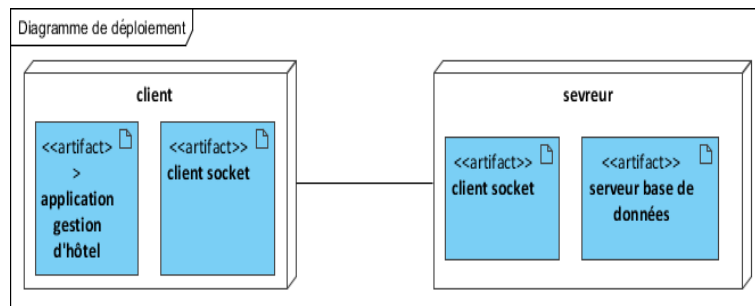 Diagramme de déploiement
client
<<artifact>
>
application
gestion
d'hôtel
<<artifact>>
client socket
sevreur
<<artifact>>
client socket
<<artifact>>
serveur base de
données